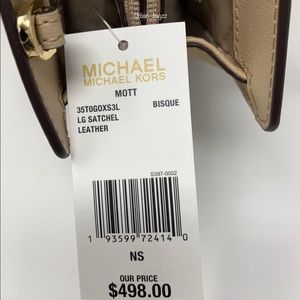 MICHAEL
MICHAEL KORS
MOTT
35T0GOXS3L BISQUE
LG SATCHEL
LEATHER
S397-0002
1 93599 72414 0
NS
OUR PRICE
$498.00